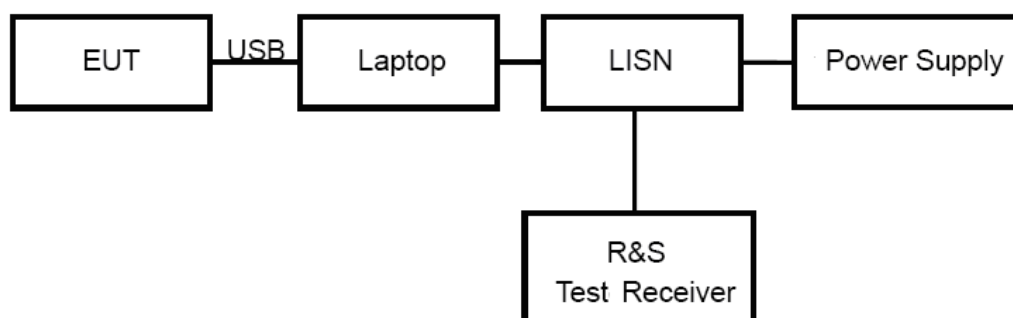 EUT
USB
Laptop
LISN
Power Supply
R&S
Test Receiver